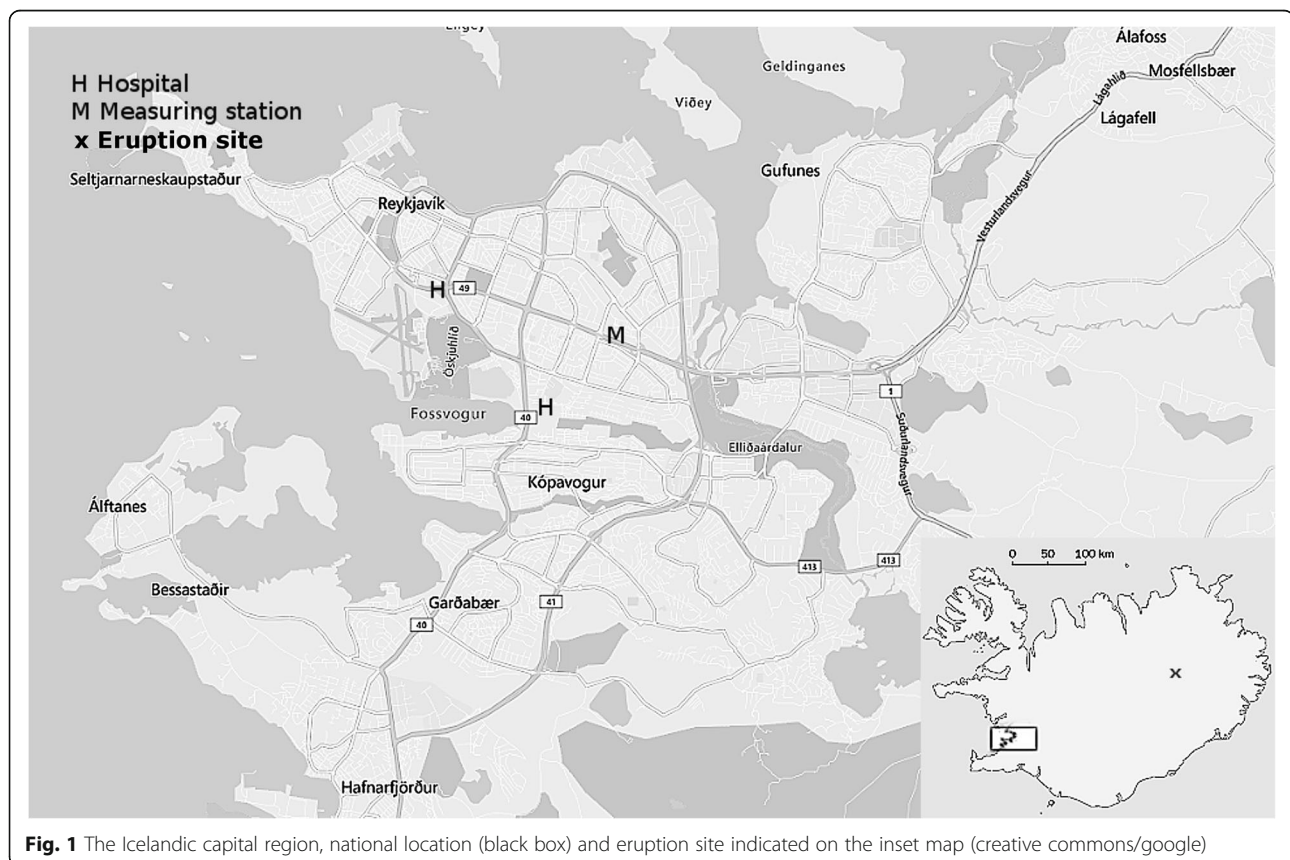 Engey
H Hospital
M Measuring station
x Eruption site
Seltjarnarneskaupstaður
Reykjavík
Viðey
Geldinganes
Gufunes
Álafoss
Mosfellsbær
Lágahlíð
Lágafell
Vesturlandsvegur
H
49
M
Öskjuhlíð
1
Fossvogur
40
H
Suðurlandsvegur
Elliðaárdalur
Kópavogur
Álftanes
Bessastaðir
413
413
Garðabær
41
40
Hafnarfjörður
0 50 100 km
x
Fig. 1 The Icelandic capital region, national location (black box) and eruption site indicated on the inset map (creative commons/google)